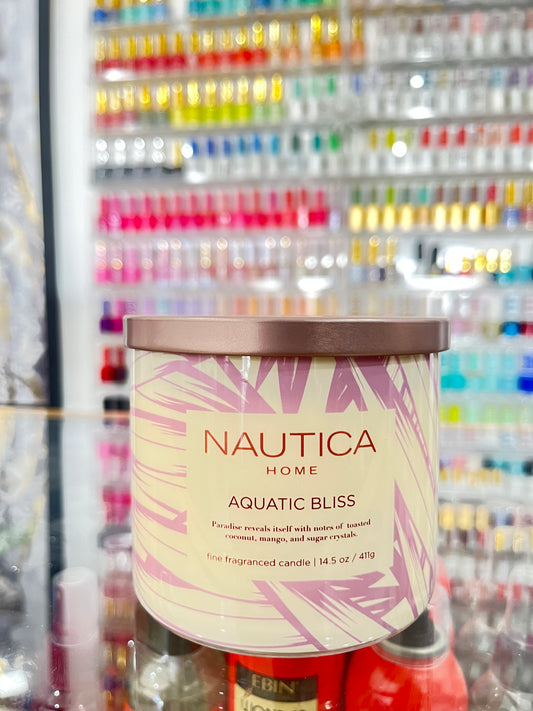 NAUTICA
HOME
AQUATIC BLISS
Paradise reveals itself with notes of toasted
coconut, mango, and sugar crystals.
fine fragranced candle | 14.5 oz / 411g
EBIN
WONDER